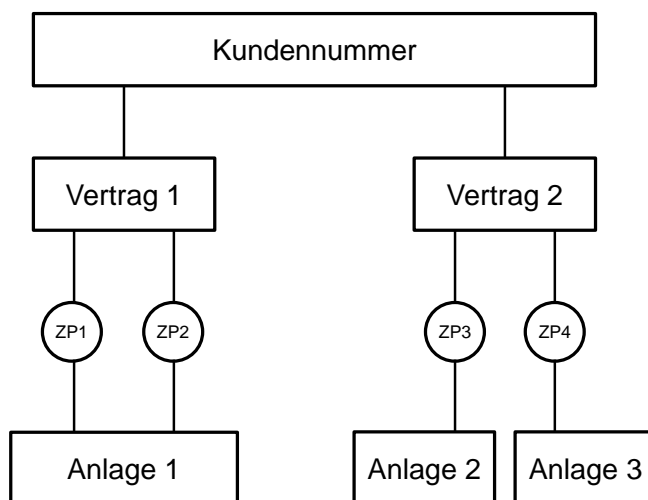 Kundennummer
Vertrag 1
Vertrag 2
ZP1
ZP2
ZP3
ZP4
Anlage 1
Anlage 2
Anlage 3